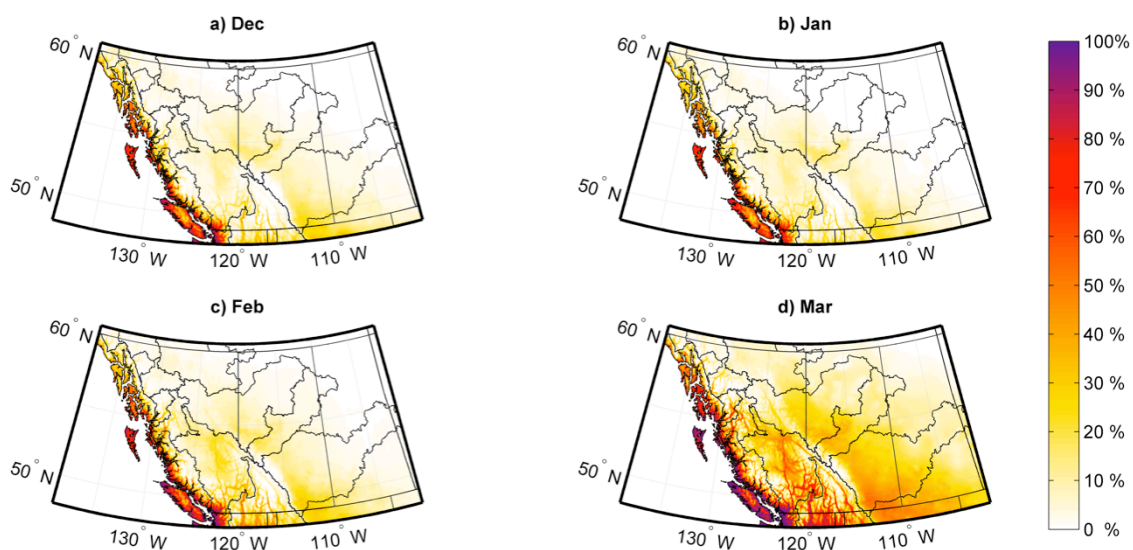 a) Dec
60° N
50° N
130° W
120° W
110° W
b) Jan
60° N
50° N
130° W
120° W
110° W
c) Feb
60° N
50° N
130° W
120° W
110° W
d) Mar
60° N
50° N
130° W
120° W
110° W
100%
90 %
80 %
70 %
60 %
50 %
40 %
30 %
20 %
10 %
0 %